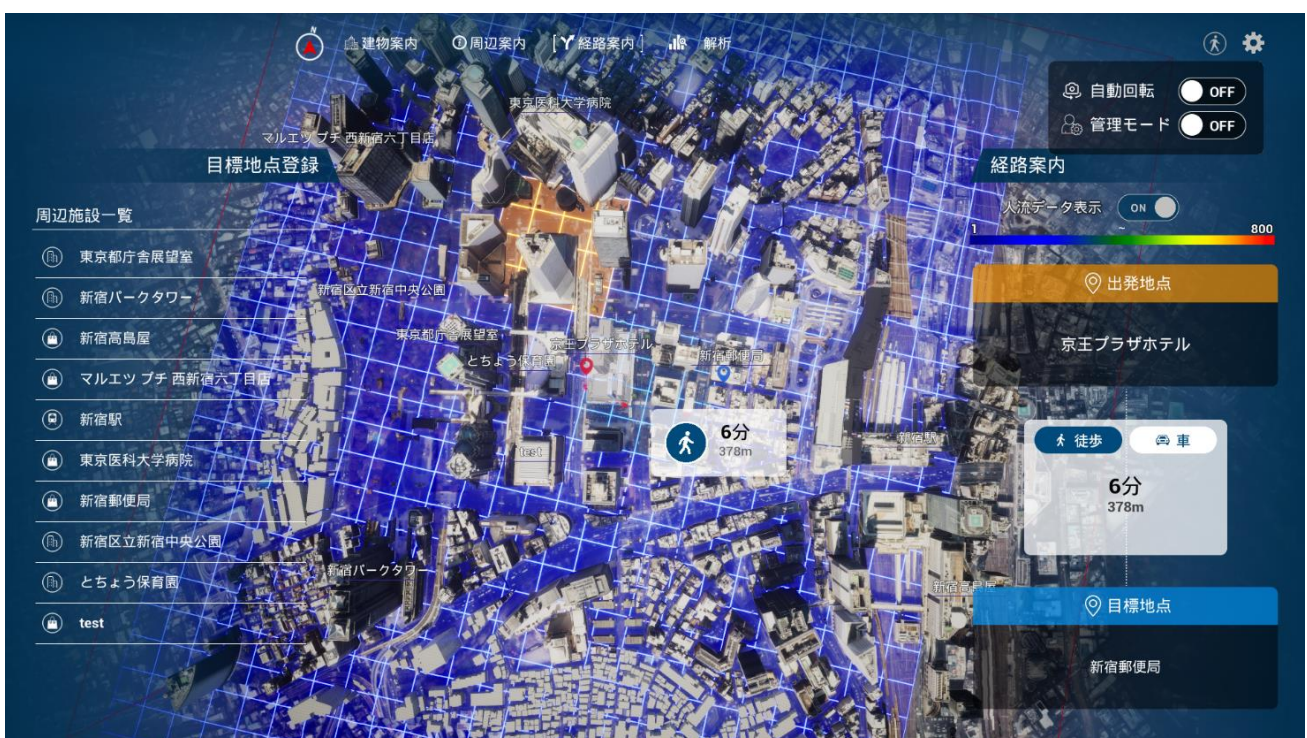 N
建物案内
周辺案内
経路案内
解析
自動回転 OFF
管理モード OFF
目標地点登録
周辺施設一覧
東京都庁舎展望室
新宿パークタワー
新宿高島屋
マルエツ プチ 西新宿六丁目店
新宿駅
東京医科大学病院
新宿郵便局
新宿区立新宿中央公園
とちょう保育園
test
東京医科大学病院
マルエツ プチ 西新宿六丁目店
新宿区立新宿中央公園
東京都庁舎展望室
京王プラザホテル
とちょう保育園
新宿郵便局
6分
378m
新宿駅
test
新宿パークタワー
新宿高島屋
経路案内
人流データ表示 ON
1 ~ 800
出発地点
京王プラザホテル
徒歩
車
6分
378m
目標地点
新宿郵便局